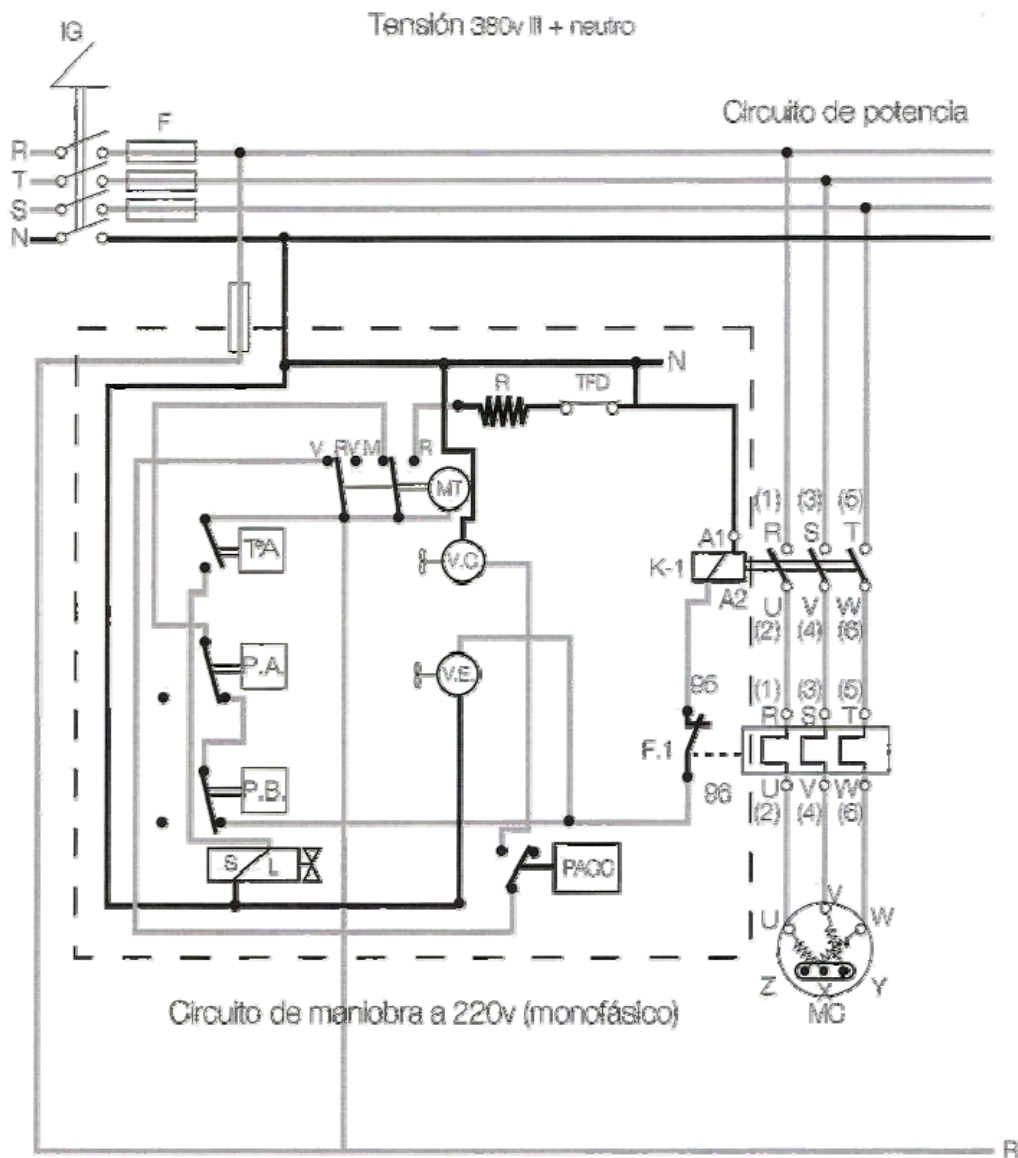 Tensión 380v III + neutro
IG
Circuito de potencia
F
R
T
S
N
N
R TFD
V RV M R
MT
TªA
V.C.
(1) (3) (5)
R S T
A1
K-1
A2
U V W
(2) (4) (6)
P.A.
V.E.
95
(1) (3) (5)
R S T
F.1
96
U V W
(2) (4) (6)
P.B.
S L
PACC
V
U W
Z X Y
MC
Circuito de maniobra a 220v (monofásico)
R